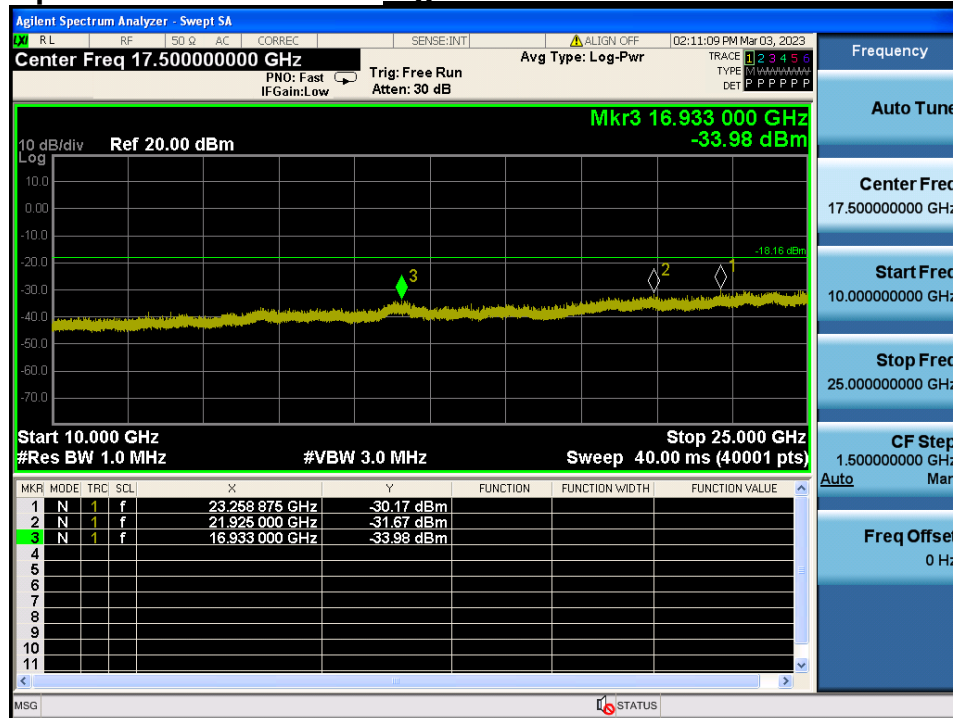 Agilent Spectrum Analyzer - Swept SA
LXI RL RF 50 Ω AC CORREC SENSE:INT ALIGN OFF 02:11:09 PM Mar 03, 2023
Center Freq 17.500000000 GHz
PNO: Fast
IFGain:Low
Trig: Free Run
Atten: 30 dB
Avg Type: Log-Pwr
TRACE 1 2 3 4 5 6
TYPE M WWWWW
DET P P P P P P
Mkr3 16.933 000 GHz
-33.98 dBm
10 dB/div Ref 20.00 dBm
Log
10.0
0.00
-10.0
-18.16 dBm
-20.0
-30.0
-40.0
-50.0
-60.0
-70.0
3
2
1
Start 10.000 GHz Stop 25.000 GHz
#Res BW 1.0 MHz #VBW 3.0 MHz Sweep 40.00 ms (40001 pts)
MKR MODE TRC SCL X Y FUNCTION FUNCTION WIDTH FUNCTION VALUE
1 N 1 f 23.258 875 GHz -30.17 dBm
2 N 1 f 21.925 000 GHz -31.67 dBm
3 N 1 f 16.933 000 GHz -33.98 dBm
4
5
6
7
8
9
10
11
MSG STATUS
Frequency
Auto Tune
Center Freq
17.500000000 GHz
Start Freq
10.000000000 GHz
Stop Freq
25.000000000 GHz
CF Step
1.500000000 GHz
Auto Man
Freq Offset
0 Hz